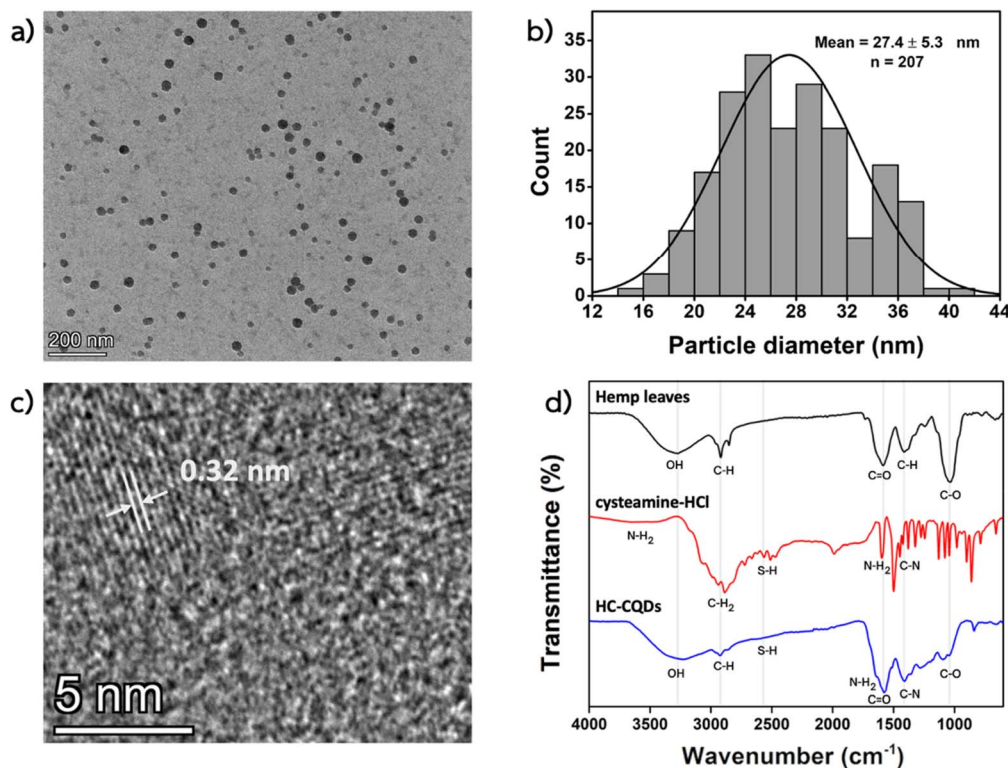 a)
200 nm
b)
Mean = 27.4 ± 5.3 nm
n = 207
Count
35
30
25
20
15
10
5
0
12 16 20 24 28 32 36 40 44
Particle diameter (nm)
c)
0.32 nm
5 nm
d)
Transmittance (%)
Hemp leaves
OH C-H C=O C-H C-O
cysteamine-HCl
N-H₂ C-H₂ S-H N-H₂ C-N
HC-CQDs
OH C-H S-H N-H₂ C=O C-N C-O
4000 3500 3000 2500 2000 1500 1000
Wavenumber (cm⁻¹)